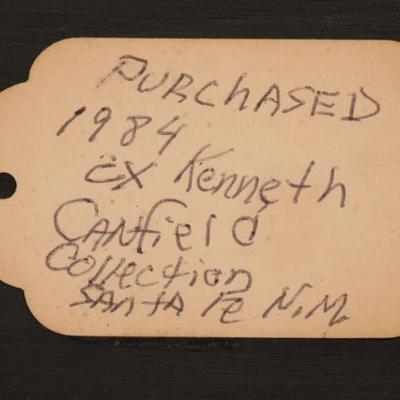 PURChASED
1984
EX Kenneth
CANfielD
Collection
SANtA Fe N.M.